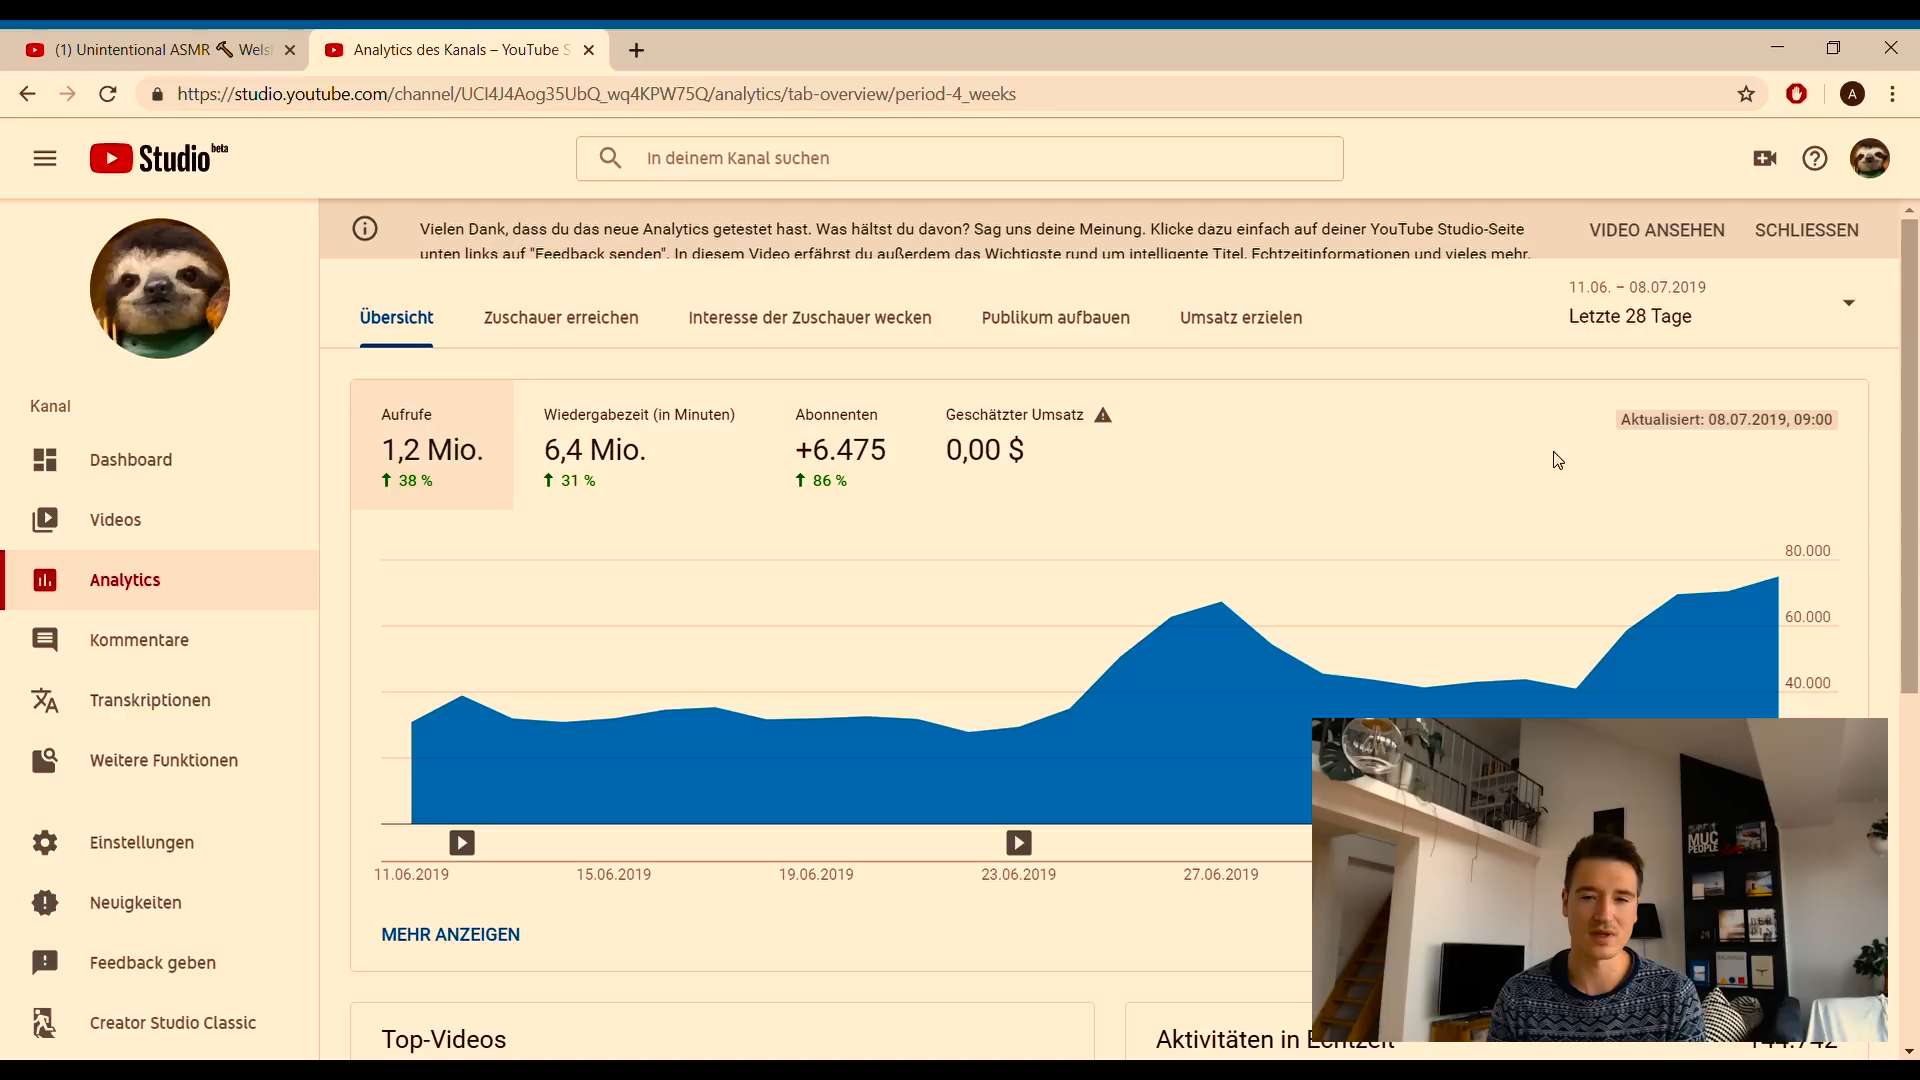 (1) Unintentional ASMR 🔨 Wels
Analytics des Kanals – YouTube S
https://studio.youtube.com/channel/UCI4J4Aog35UbQ_wq4KPW75Q/analytics/tab-overview/period-4_weeks
A
Studio beta
In deinem Kanal suchen
Vielen Dank, dass du das neue Analytics getestet hast. Was hältst du davon? Sag uns deine Meinung. Klicke dazu einfach auf deiner YouTube Studio-Seite
unten links auf "Feedback senden". In diesem Video erfährst du außerdem das Wichtigste rund um intelligente Titel, Echtzeitinformationen und vieles mehr.
VIDEO ANSEHEN
SCHLIESSEN
Übersicht
Zuschauer erreichen
Interesse der Zuschauer wecken
Publikum aufbauen
Umsatz erzielen
11.06. – 08.07.2019
Letzte 28 Tage
Kanal
Dashboard
Videos
Analytics
Kommentare
Transkriptionen
Weitere Funktionen
Einstellungen
Neuigkeiten
Feedback geben
Creator Studio Classic
Aufrufe
1,2 Mio.
38 %
Wiedergabezeit (in Minuten)
6,4 Mio.
31 %
Abonnenten
+6.475
86 %
Geschätzter Umsatz
0,00 $
Aktualisiert: 08.07.2019, 09:00
80.000
60.000
40.000
11.06.2019
15.06.2019
19.06.2019
23.06.2019
27.06.2019
MEHR ANZEIGEN
Top-Videos
Aktivitäten in Echtzeit
MUC
PEOPLE